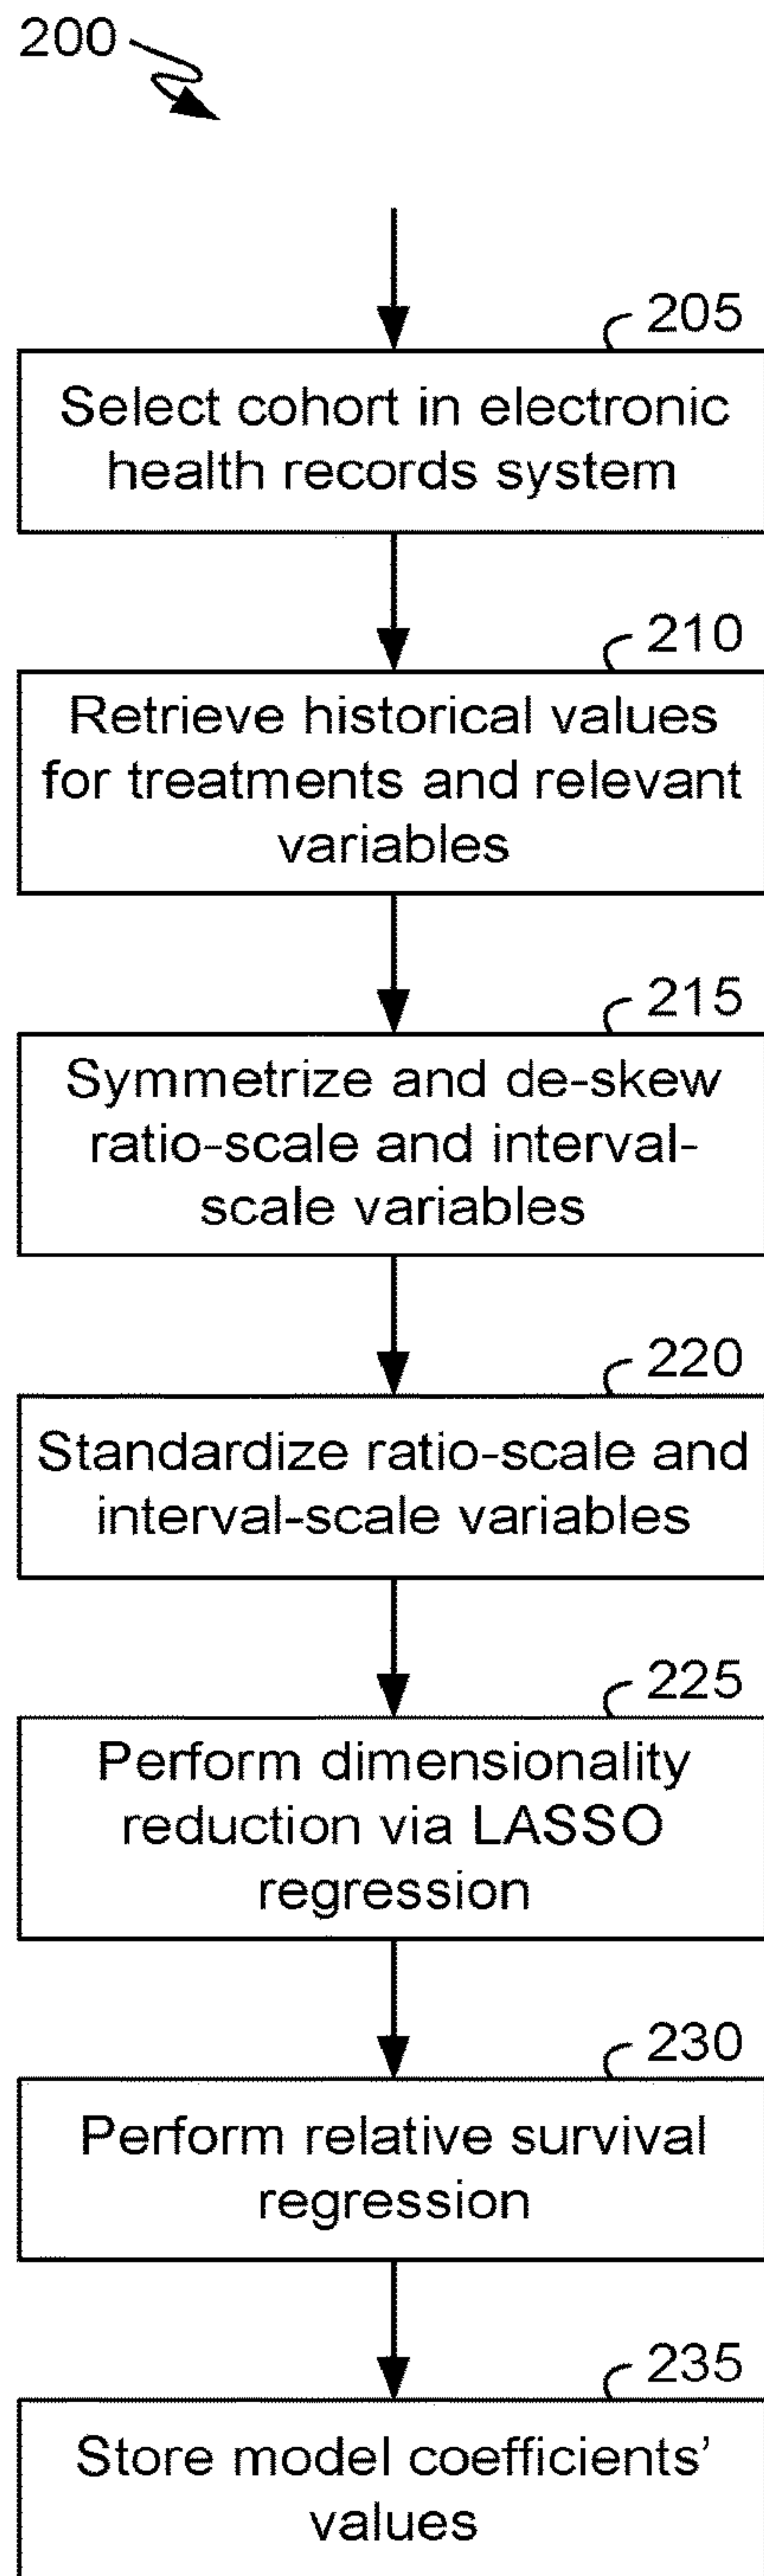 200
205
Select cohort in electronic
health records system
210
Retrieve historical values
for treatments and relevant
variables
215
Symmetrize and de-skew
ratio-scale and interval-
scale variables
220
Standardize ratio-scale and
interval-scale variables
225
Perform dimensionality
reduction via LASSO
regression
230
Perform relative survival
regression
235
Store model coefficients’
values